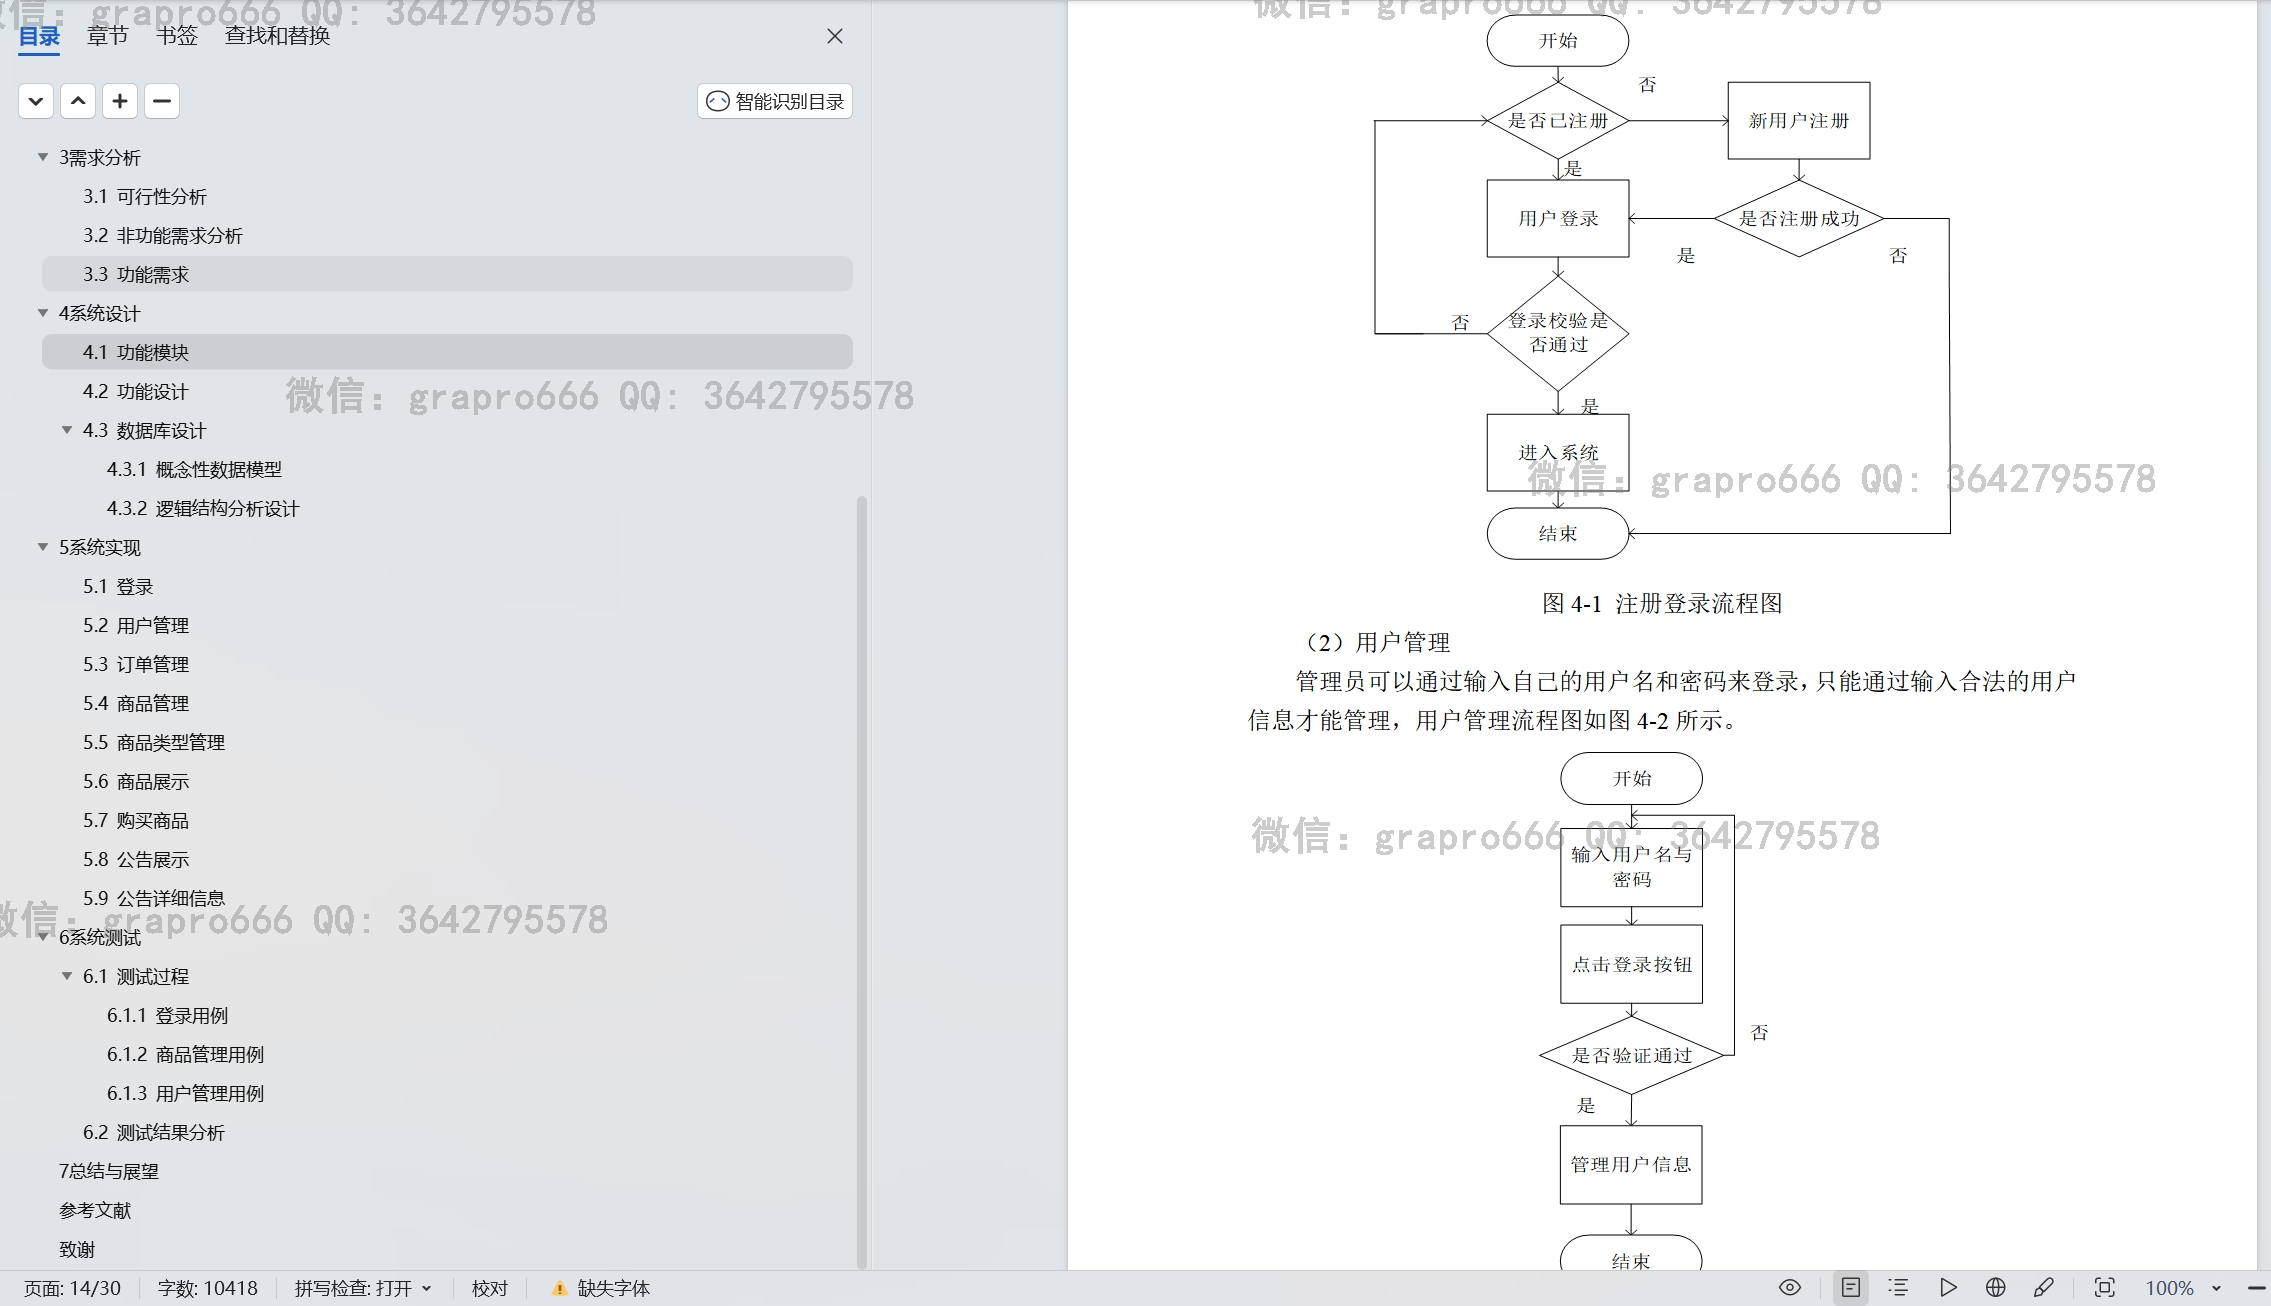 微信：grapro666 QQ：3642795578
目录 章节 书签 查找和替换
智能识别目录
3需求分析
3.1 可行性分析
3.2 非功能需求分析
3.3 功能需求
4系统设计
4.1 功能模块
4.2 功能设计
微信：grapro666 QQ：3642795578
4.3 数据库设计
4.3.1 概念性数据模型
4.3.2 逻辑结构分析设计
5系统实现
5.1 登录
5.2 用户管理
5.3 订单管理
5.4 商品管理
5.5 商品类型管理
5.6 商品展示
5.7 购买商品
5.8 公告展示
5.9 公告详细信息
微信：grapro666 QQ：3642795578
6系统测试
6.1 测试过程
6.1.1 登录用例
6.1.2 商品管理用例
6.1.3 用户管理用例
6.2 测试结果分析
7总结与展望
参考文献
致谢
微信：grapro666 QQ：3642795578
开始
否
是否已注册
新用户注册
是
用户登录
是否注册成功
是
否
否
登录校验是
否通过
是
进入系统
微信：grapro666 QQ：3642795578
结束
图 4-1 注册登录流程图
（2）用户管理
管理员可以通过输入自己的用户名和密码来登录，只能通过输入合法的用户
信息才能管理，用户管理流程图如图 4-2 所示。
开始
微信：grapro666 QQ：3642795578
输入用户名与
密码
点击登录按钮
否
是否验证通过
是
管理用户信息
结束
页面: 14/30 字数: 10418 拼写检查: 打开 校对 缺失字体 100%